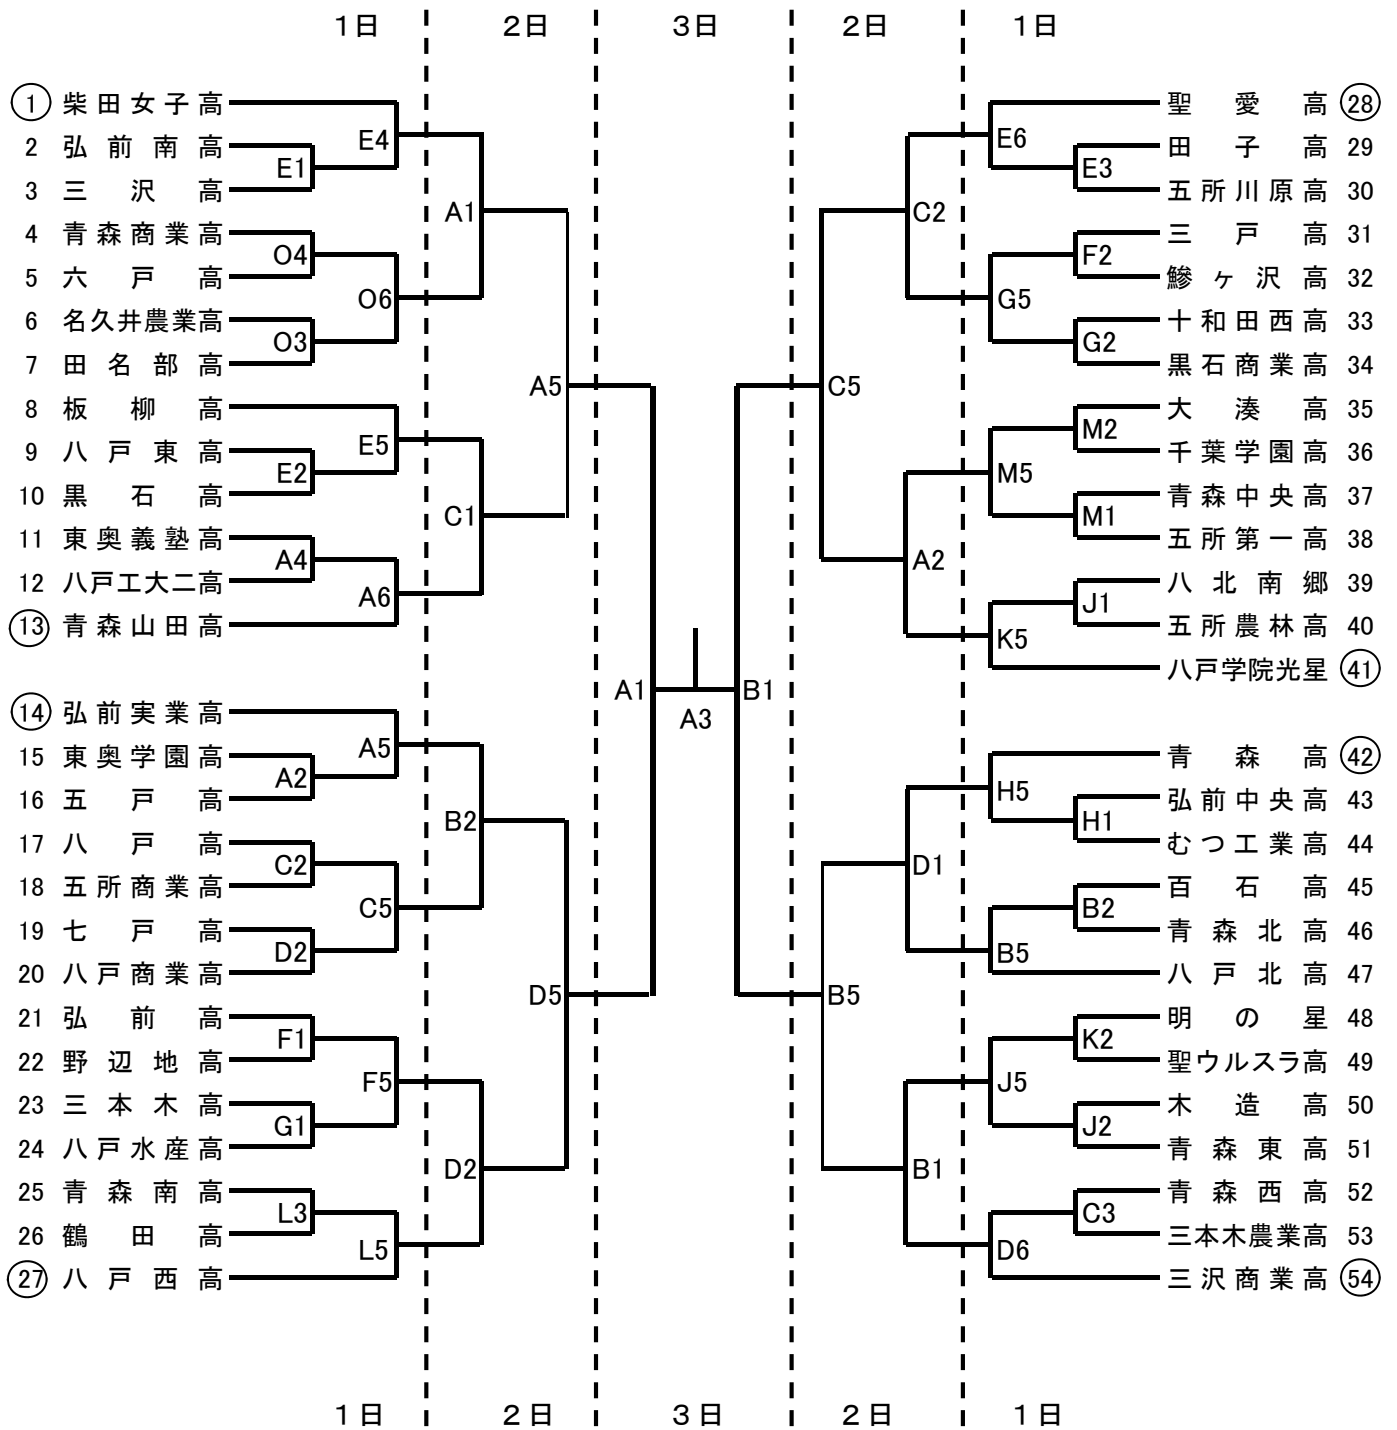 1日 2日 3日 2日 1日
1 柴田女子高
2 弘前南高
3 三沢高
4 青森商業高
5 六戸高
6 名久井農業高
7 田名部高
8 板柳高
9 八戸東高
10 黒石高
11 東奥義塾高
12 八戸工大二高
13 青森山田高
14 弘前実業高
15 東奥学園高
16 五戸高
17 八戸高
18 五所商業高
19 七戸高
20 八戸商業高
21 弘前高
22 野辺地高
23 三本木高
24 八戸水産高
25 青森南高
26 鶴田高
27 八戸西高
E1
O4
O3
E2
A4
A2
C2
D2
F1
G1
L3
E4
O6
E5
A6
A5
C5
F5
L5
A1
C1
B2
D2
A5
D5
A1
A3
B1
C5
B5
C2
A2
D1
B1
E6
G5
M5
K5
H5
B5
J5
D6
E3
F2
G2
M2
M1
J1
H1
B2
K2
J2
C3
聖愛高 28
田子高 29
五所川原高 30
三戸高 31
鰺ヶ沢高 32
十和田西高 33
黒石商業高 34
大湊高 35
千葉学園高 36
青森中央高 37
五所第一高 38
八北南郷 39
五所農林高 40
八戸学院光星 41
青森高 42
弘前中央高 43
むつ工業高 44
百石高 45
青森北高 46
八戸北高 47
明の星 48
聖ウルスラ高 49
木造高 50
青森東高 51
青森西高 52
三本木農業高 53
三沢商業高 54
1日 2日 3日 2日 1日